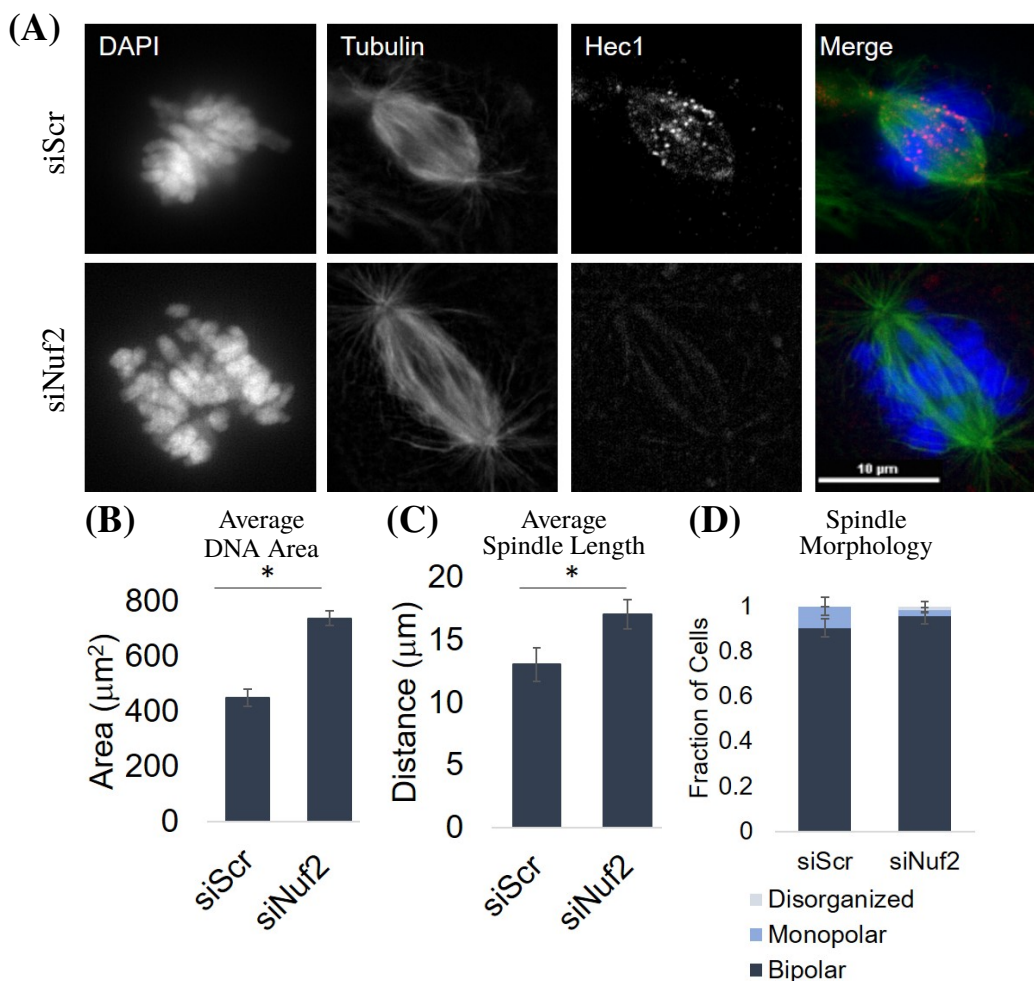 (A)
DAPI
Tubulin
Hec1
Merge
siScr
siNuf2
10 µm
(B)
Average
DNA Area
*
Area (µm²)
800
600
400
200
0
siScr
siNuf2
(C)
Average
Spindle Length
*
Distance (µm)
20
15
10
5
0
siScr
siNuf2
(D)
Spindle
Morphology
Fraction of Cells
1
0.8
0.6
0.4
0.2
0
siScr
siNuf2
Disorganized
Monopolar
Bipolar